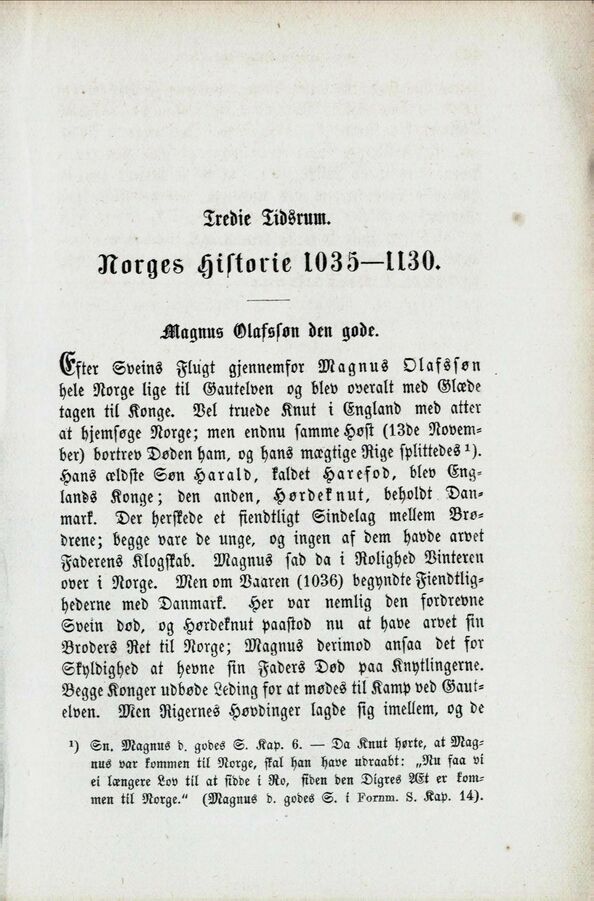 Tredie Tidsrum.
Norges Historie 1035—1130.
Magnus Olafssøn den gode.
Efter Sveins Flugt gjennemfor Magnus Olafssøn
hele Norge lige til Gautelven og blev overalt med Glæde
tagen til Konge. Vel truede Knut i England med atter
at hjemsøge Norge; men endnu samme Høst (13de Novem-
ber) bortrev Døden ham, og hans mægtige Rige splittedes ¹).
Hans ældste Søn Harald, kaldet Harefod, blev Eng-
lands Konge; den anden, Hørdeknut, beholdt Dan-
mark. Der herskede et fiendtligt Sindelag mellem Brø-
drene; begge vare de unge, og ingen af dem havde arvet
Faderens Klogskab. Magnus sad da i Rolighed Vinteren
over i Norge. Men om Vaaren (1036) begyndte Fiendtlig-
hederne med Danmark. Her var nemlig den fordrevne
Svein død, og Hørdeknut paastod nu at have arvet sin
Broders Ret til Norge; Magnus derimod ansaa det for
Skyldighed at hevne sin Faders Død paa Knytlingerne.
Begge Konger udbøde Leding for at mødes til Kamp ved Gaut-
elven. Men Rigernes Høvdinger lagde sig imellem, og de
¹) Sn. Magnus d. godes S. Kap. 6. — Da Knut hørte, at Mag-
nus var kommen til Norge, skal han have udraabt: „Nu faa vi
ei længere Lov til at sidde i Ro, siden den Digres Æt er kom-
men til Norge.“ (Magnus d. godes S. i Fornm. S. Kap. 14).